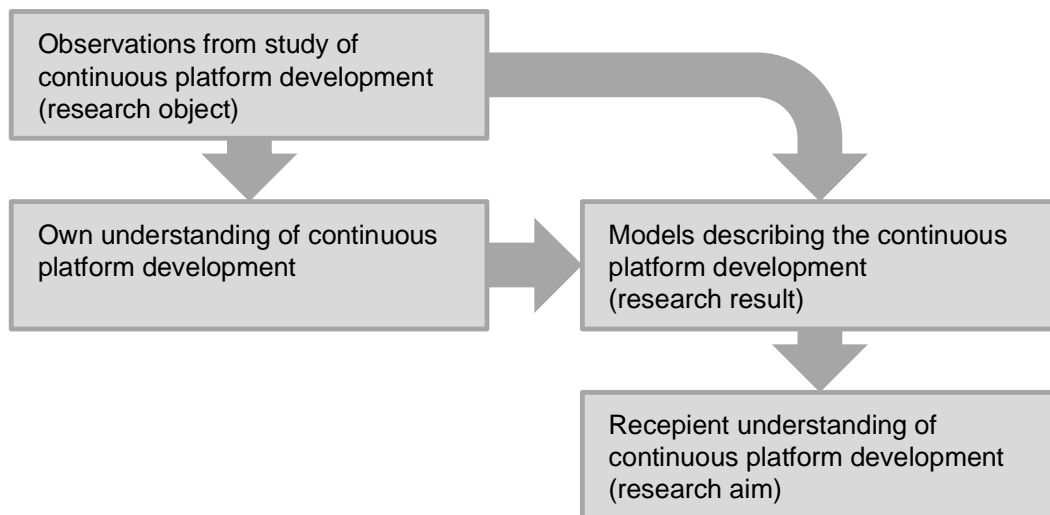 Observations from study of
continuous platform development
(research object)
Own understanding of continuous
platform development
Models describing the continuous
platform development
(research result)
Recepient understanding of
continuous platform development
(research aim)